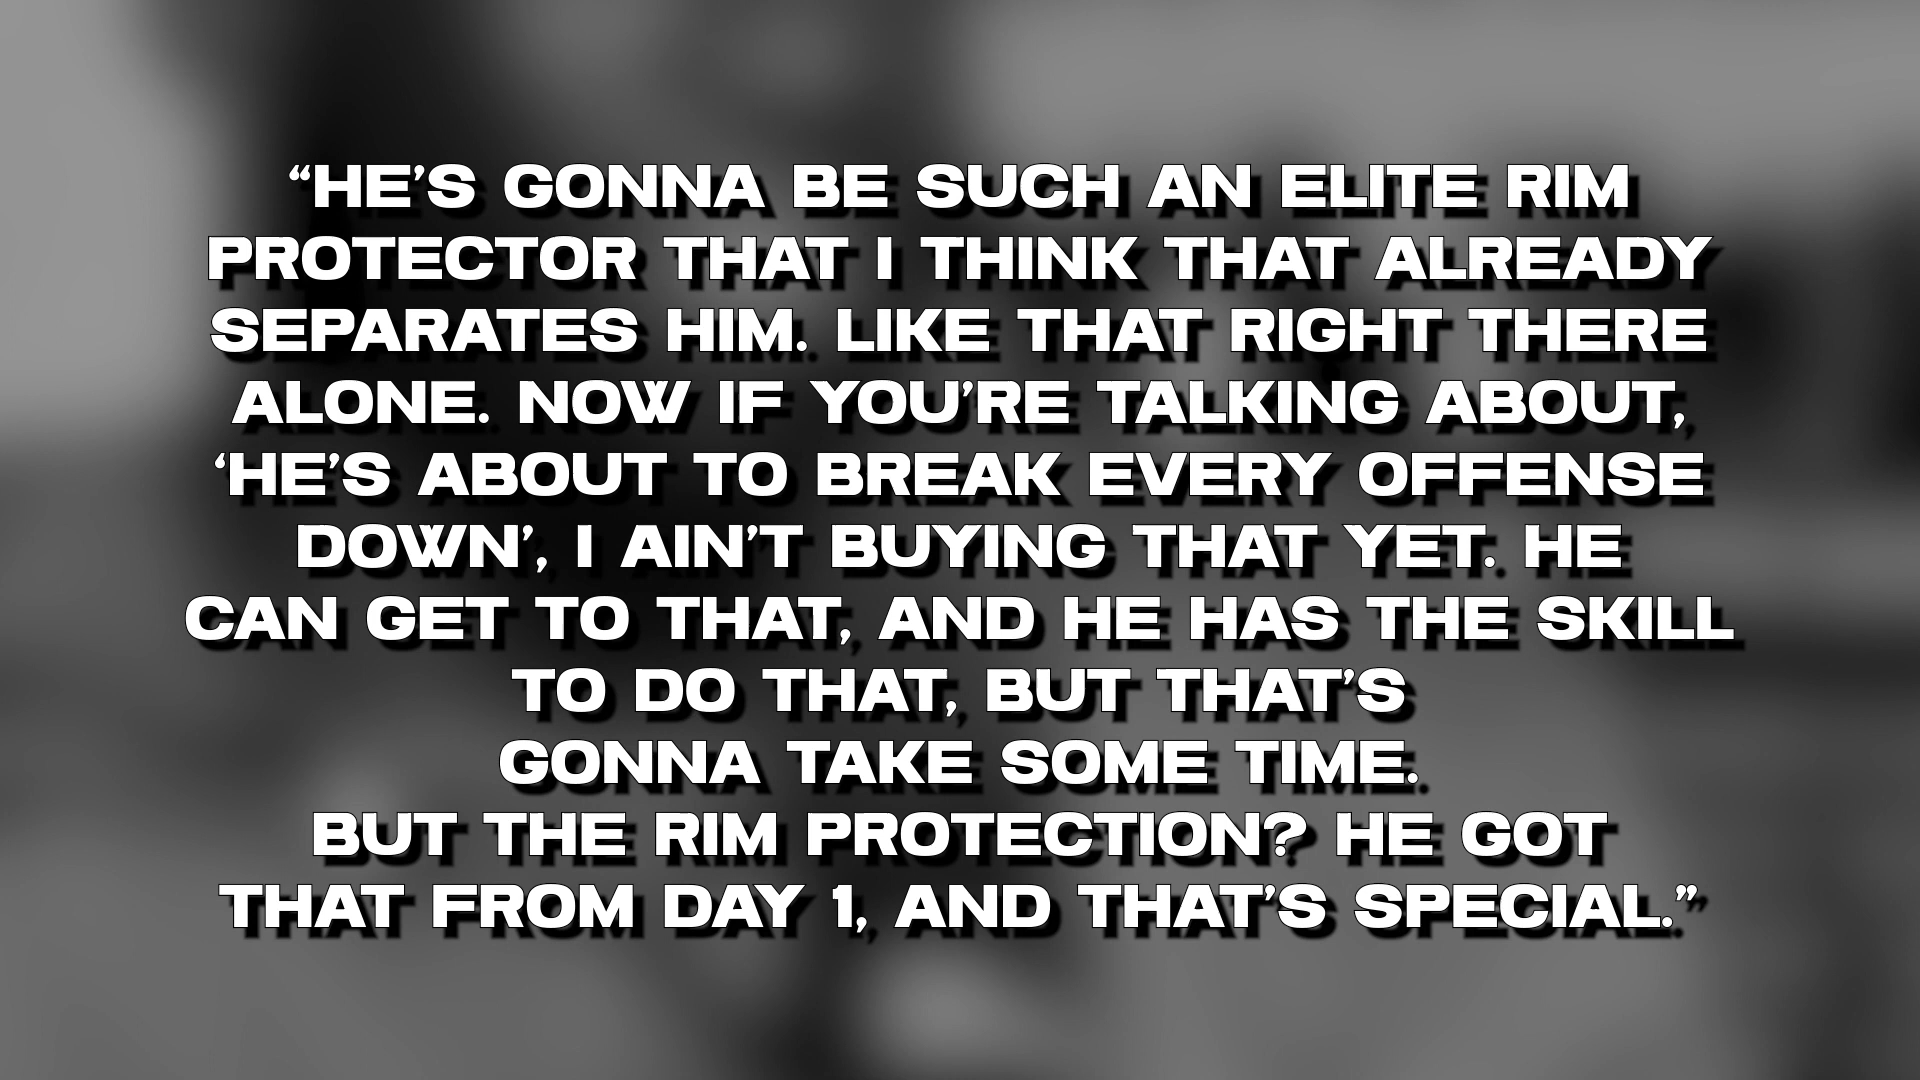 “HE’S GONNA BE SUCH AN ELITE RIM
PROTECTOR THAT I THINK THAT ALREADY
SEPARATES HIM. LIKE THAT RIGHT THERE
ALONE. NOW IF YOU’RE TALKING ABOUT,
‘HE’S ABOUT TO BREAK EVERY OFFENSE
DOWN’, I AIN’T BUYING THAT YET. HE
CAN GET TO THAT, AND HE HAS THE SKILL
TO DO THAT, BUT THAT’S
GONNA TAKE SOME TIME.
BUT THE RIM PROTECTION? HE GOT
THAT FROM DAY 1, AND THAT’S SPECIAL.”